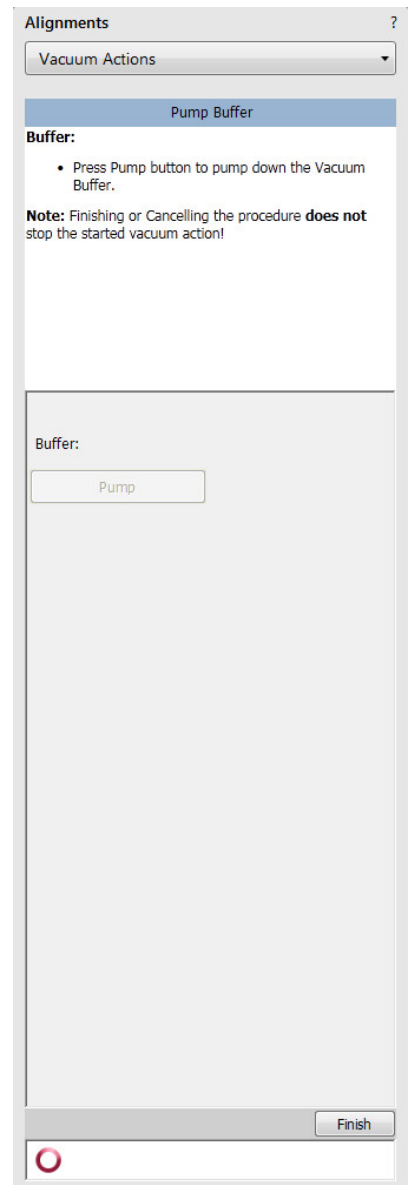 Alignments ?
Vacuum Actions
Pump Buffer
Buffer:
• Press Pump button to pump down the Vacuum
Buffer.
Note: Finishing or Cancelling the procedure does not
stop the started vacuum action!
Buffer:
Pump
Finish